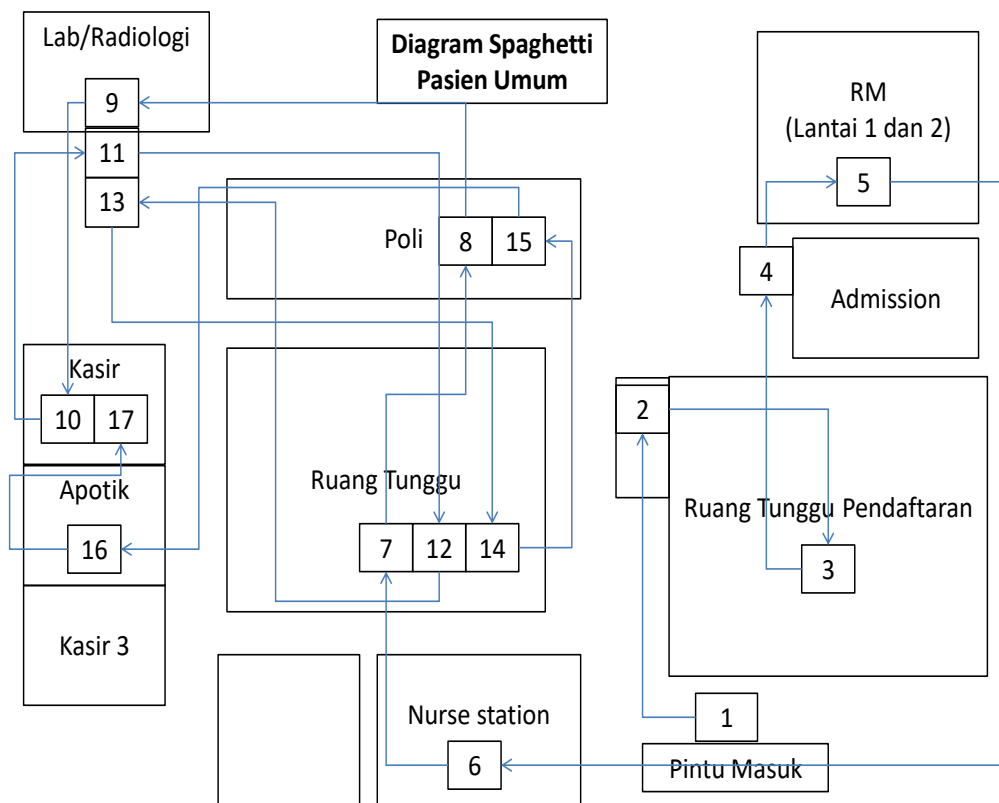 Lab/Radiologi
9
11
13
Diagram Spaghetti
Pasien Umum
RM
(Lantai 1 dan 2)
5
Poli
8
15
4
Admission
Kasir
10
17
Apotik
16
Kasir 3
Ruang Tunggu
7
12
14
2
Ruang Tunggu Pendaftaran
3
Nurse station
6
1
Pintu Masuk